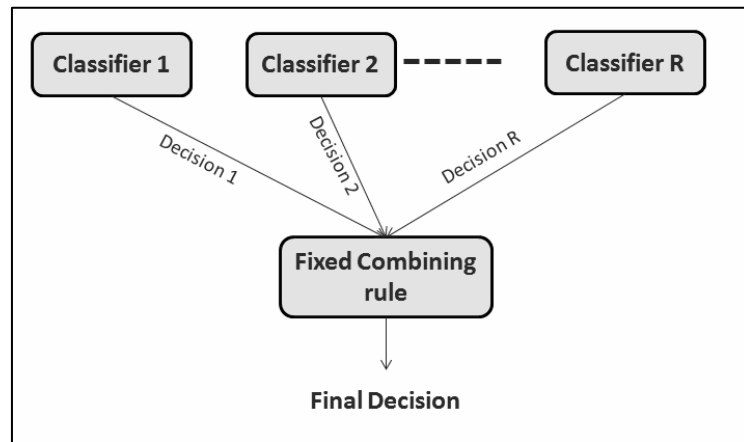 Classifier 1
Classifier 2
Classifier R
Decision 1
Decision 2
Decision R
Fixed Combining
rule
Final Decision